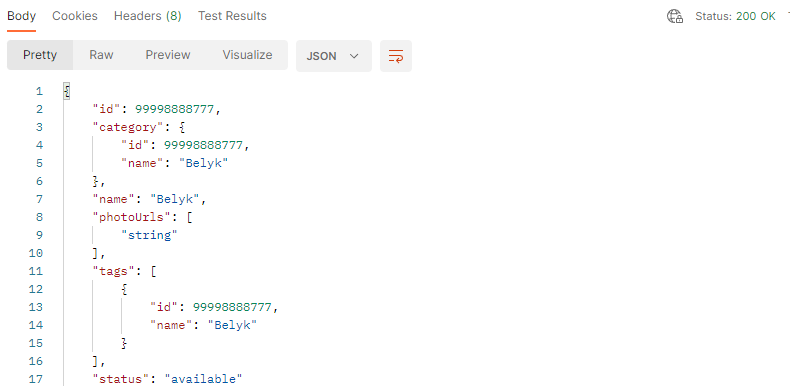 Body Cookies Headers (8) Test Results Status: 200 OK
Pretty Raw Preview Visualize JSON
1 {
2 "id": 99998888777,
3 "category": {
4 "id": 99998888777,
5 "name": "Belyk"
6 },
7 "name": "Belyk",
8 "photoUrls": [
9 "string"
10 ],
11 "tags": [
12 {
13 "id": 99998888777,
14 "name": "Belyk"
15 }
16 ],
17 "status": "available"